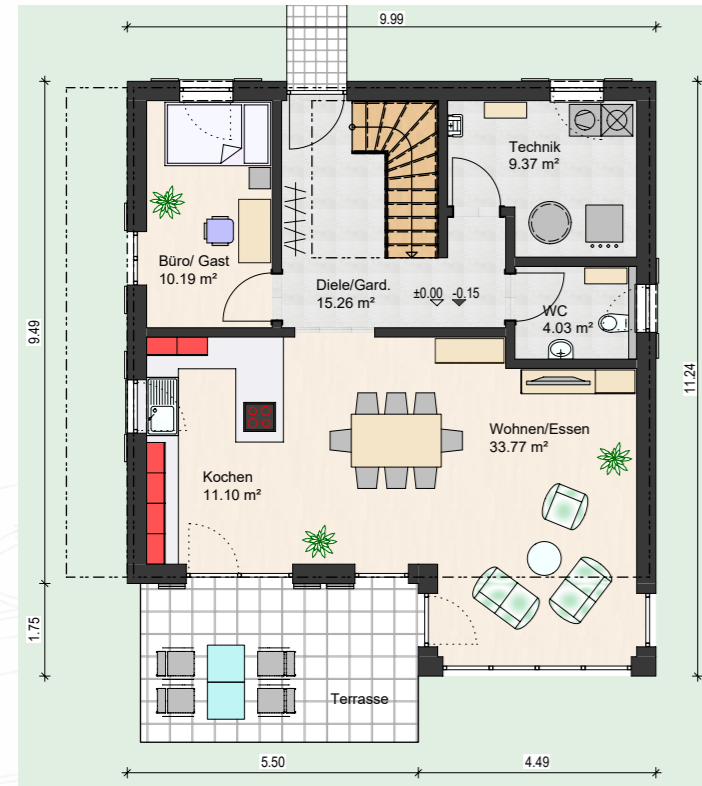 9.99
Technik
9.37 m²
Büro/ Gast
10.19 m²
Diele/Gard.
15.26 m²
±0.00 -0.15
WC
4.03 m²
9.49
11.24
Wohnen/Essen
33.77 m²
Kochen
11.10 m²
1.75
Terrasse
5.50
4.49